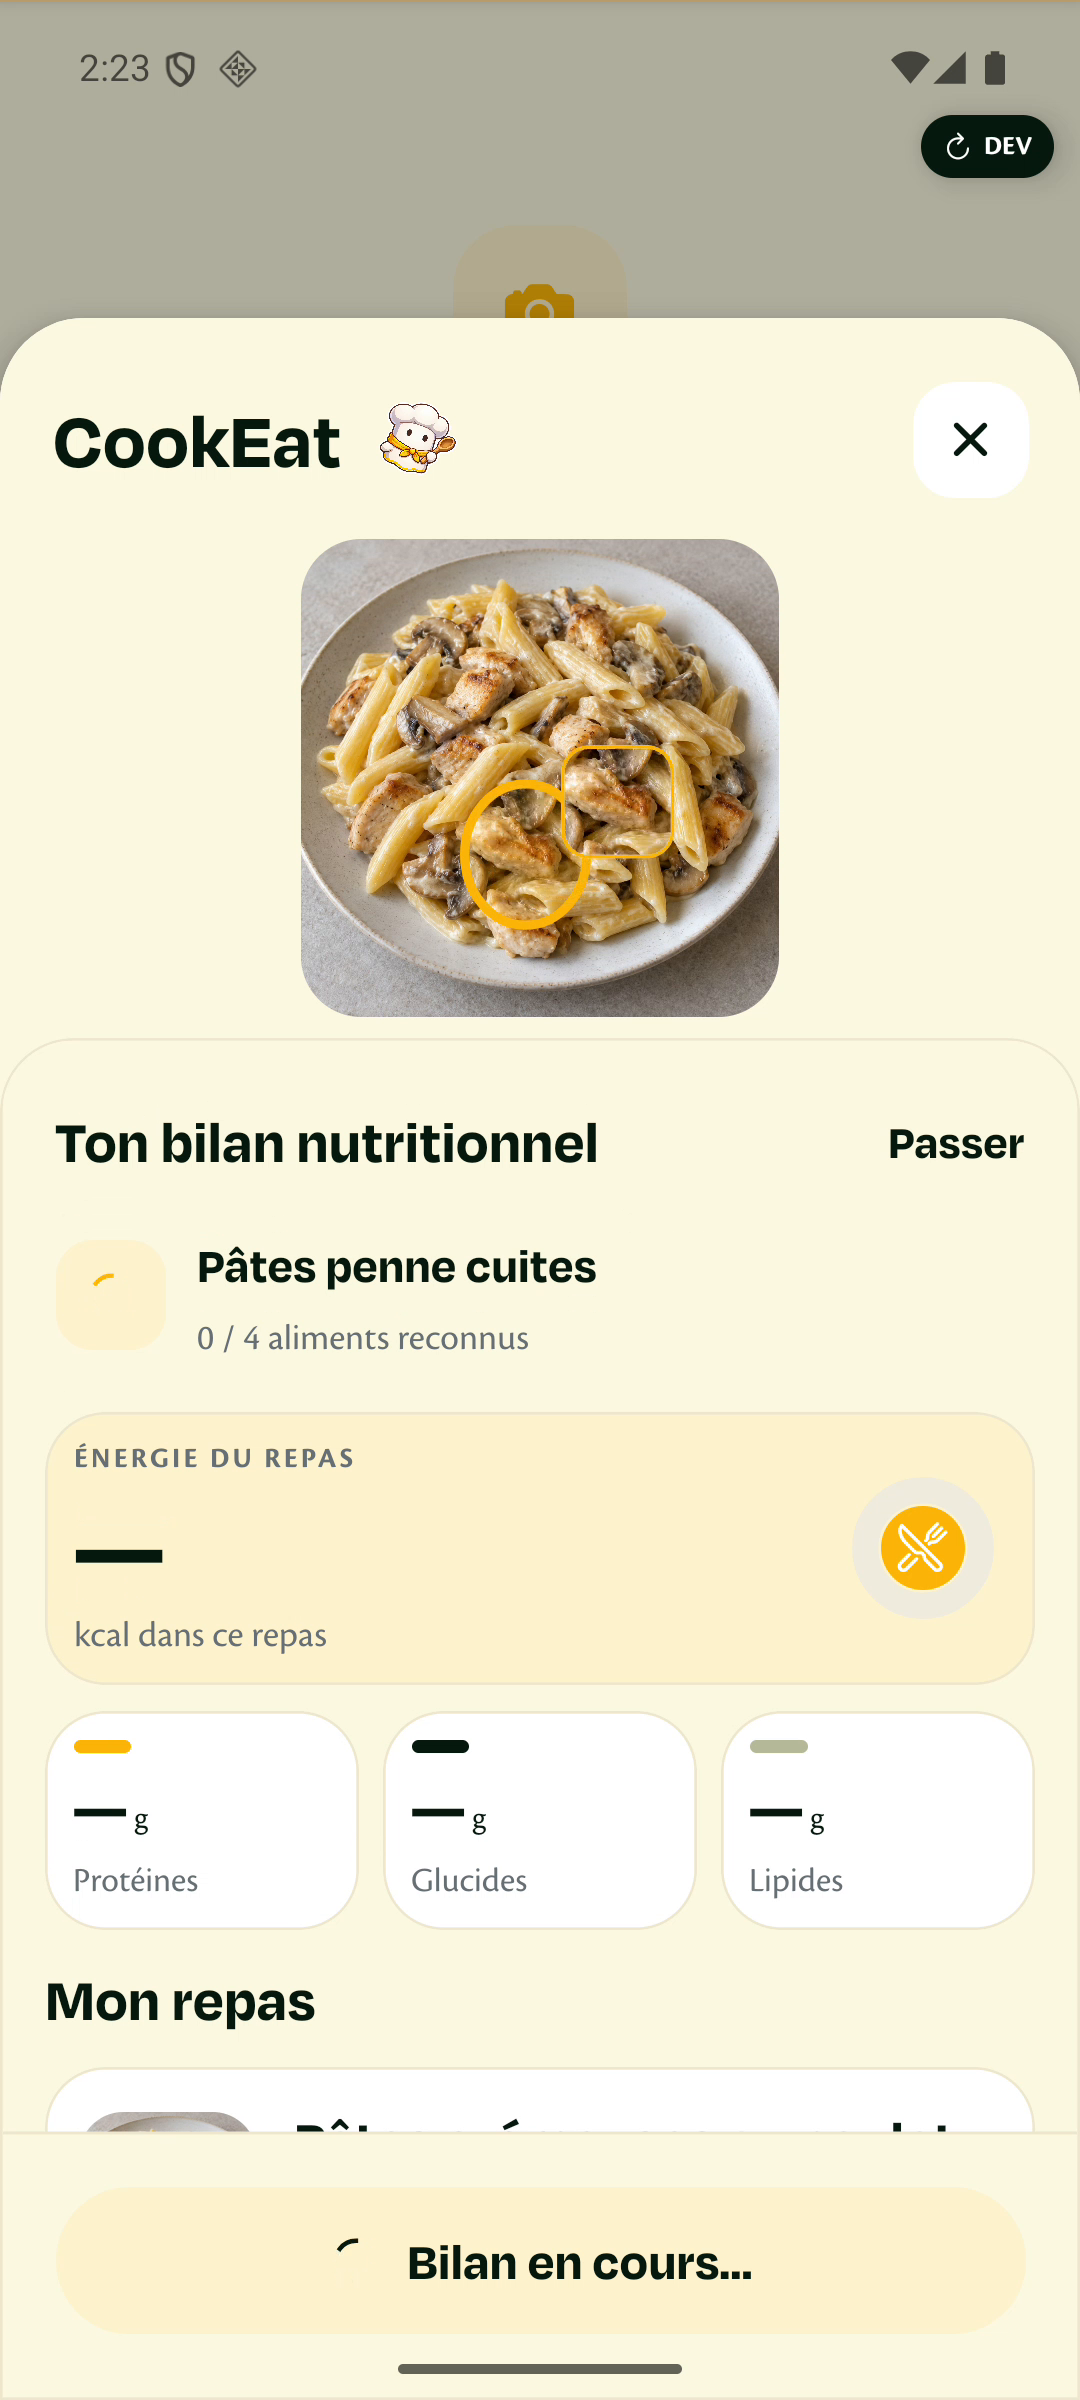 2:23
DEV
CookEat
Ton bilan nutritionnel
Passer
Pâtes penne cuites
0 / 4 aliments reconnus
ÉNERGIE DU REPAS
—
kcal dans ce repas
— g
Protéines
— g
Glucides
— g
Lipides
Mon repas
Bilan en cours...